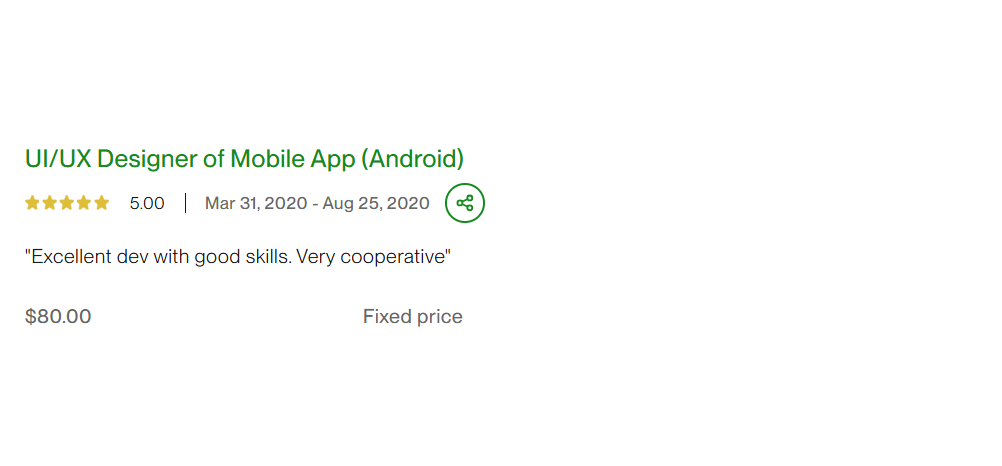 UI/UX Designer of Mobile App (Android)
5.00 | Mar 31, 2020 - Aug 25, 2020
"Excellent dev with good skills. Very cooperative"
$80.00 Fixed price